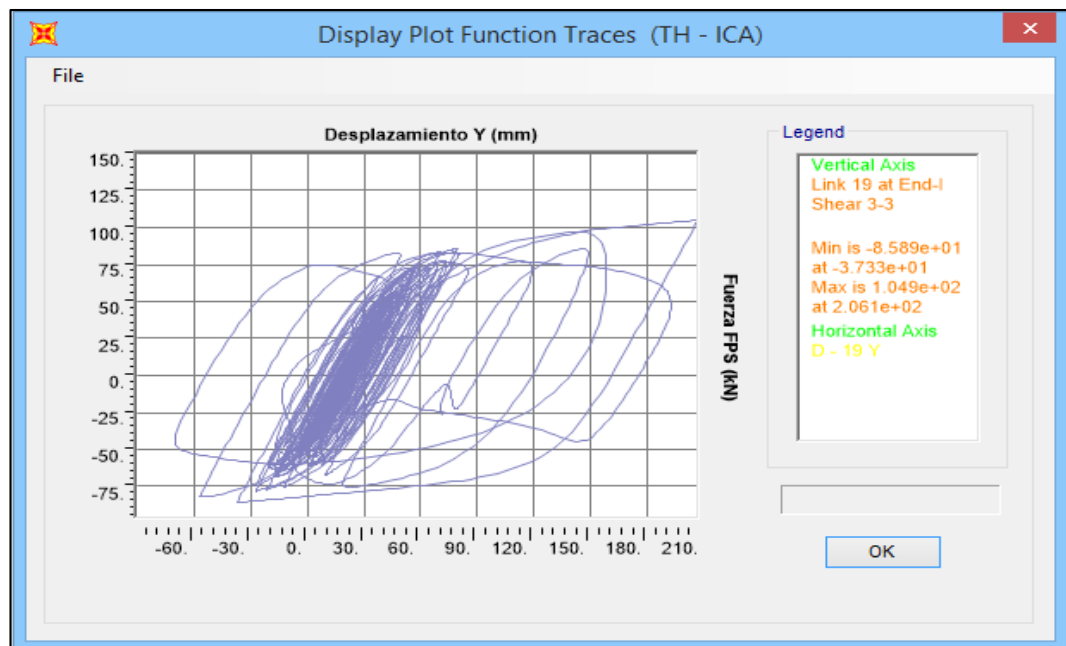 Display Plot Function Traces (TH - ICA)
File
Desplazamiento Y (mm)
150.
125.
100.
75.
50.
25.
0.
-25.
-50.
-75.
-60. -30. 0. 30. 60. 90. 120. 150. 180. 210.
Fuerza FPS (kN)
Legend
Vertical Axis
Link 19 at End-I
Shear 3-3
Min is -8.589e+01
at -3.733e+01
Max is 1.049e+02
at 2.061e+02
Horizontal Axis
D - 19 Y
OK